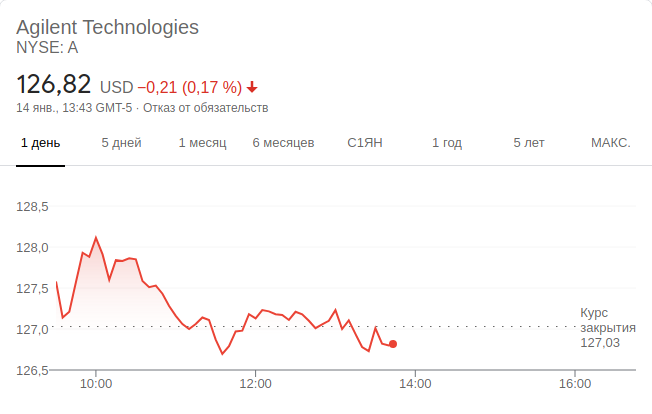 Agilent Technologies
NYSE: A
126,82 USD −0,21 (0,17 %)
14 янв., 13:43 GMT-5 · Отказ от обязательств
1 день 5 дней 1 месяц 6 месяцев С1ЯН 1 год 5 лет МАКС.
128,5
128,0
127,5
127,0
126,5
Курс
закрытия
127,03
10:00 12:00 14:00 16:00